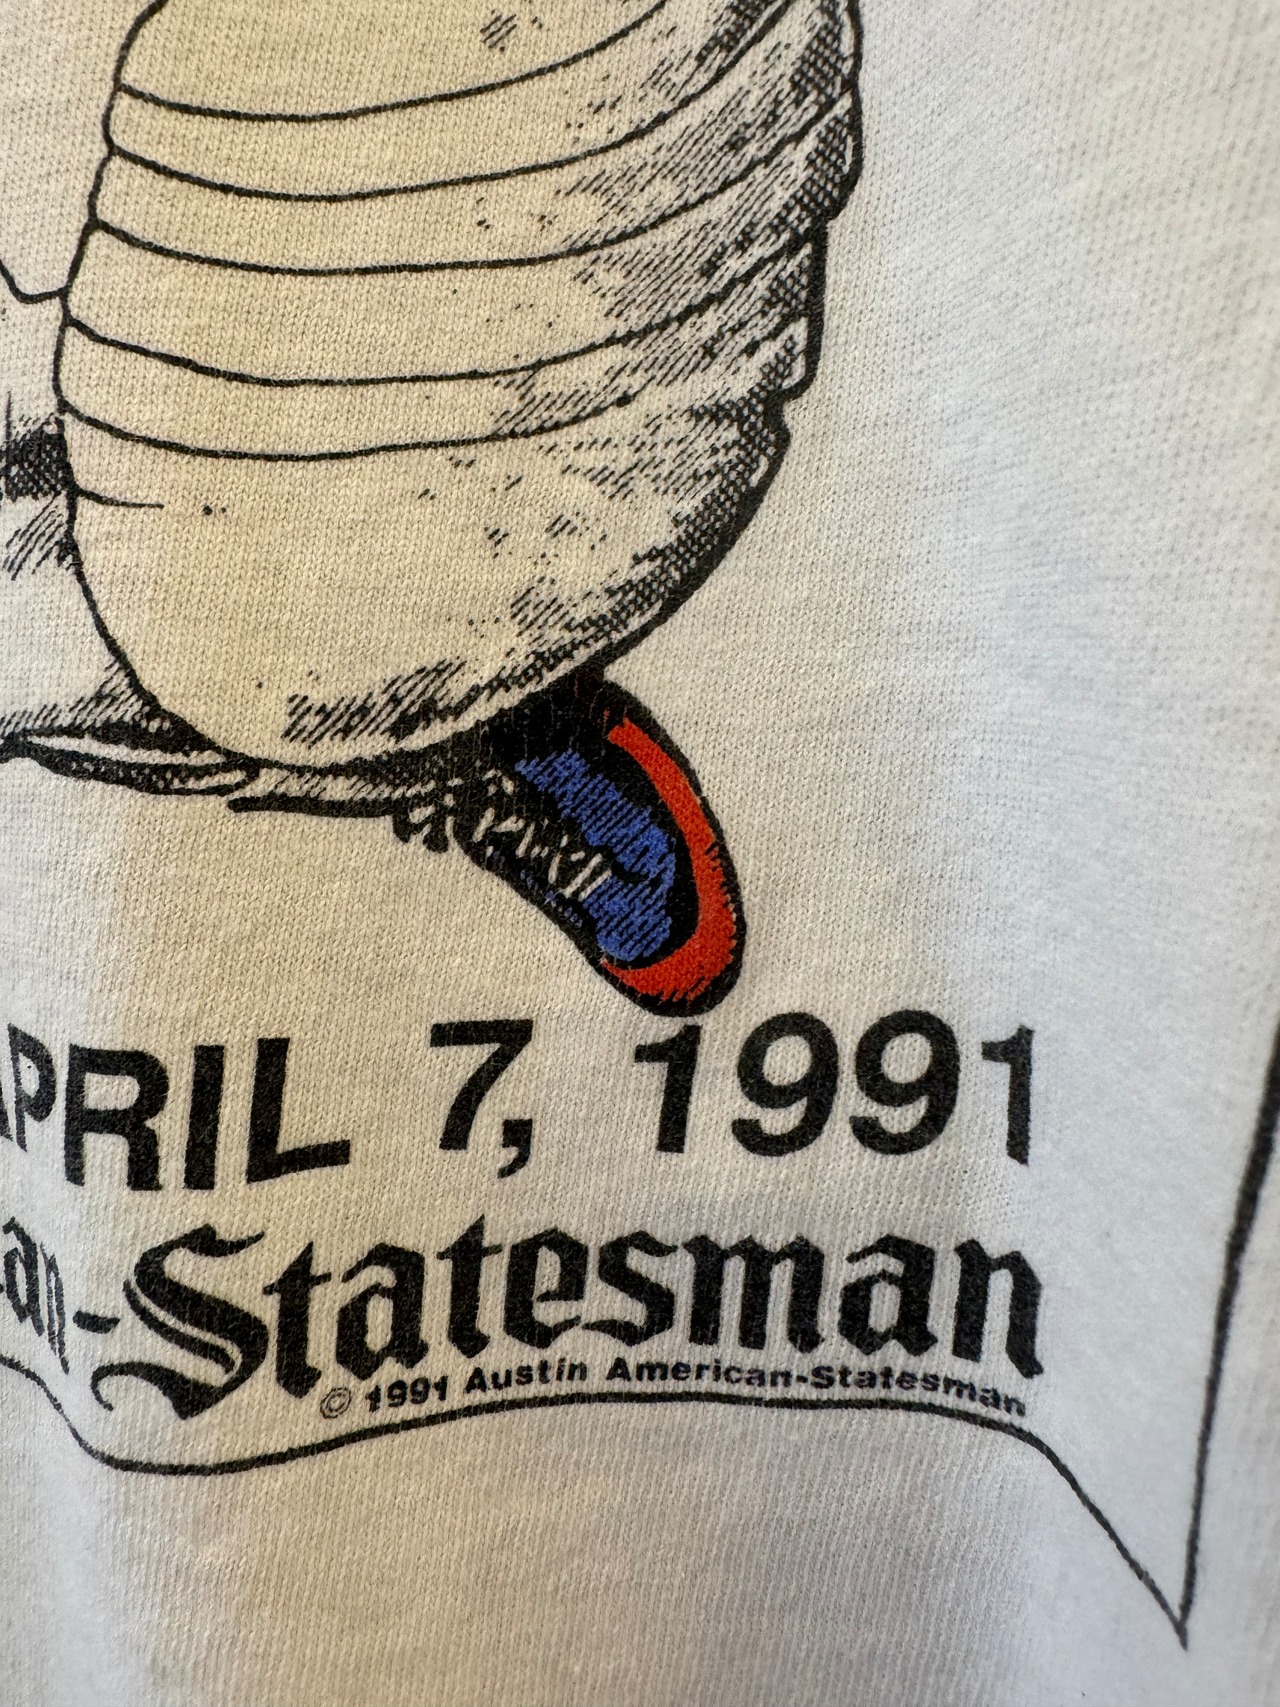 APRIL 7, 1991
an-Statesman
© 1991 Austin American-Statesman